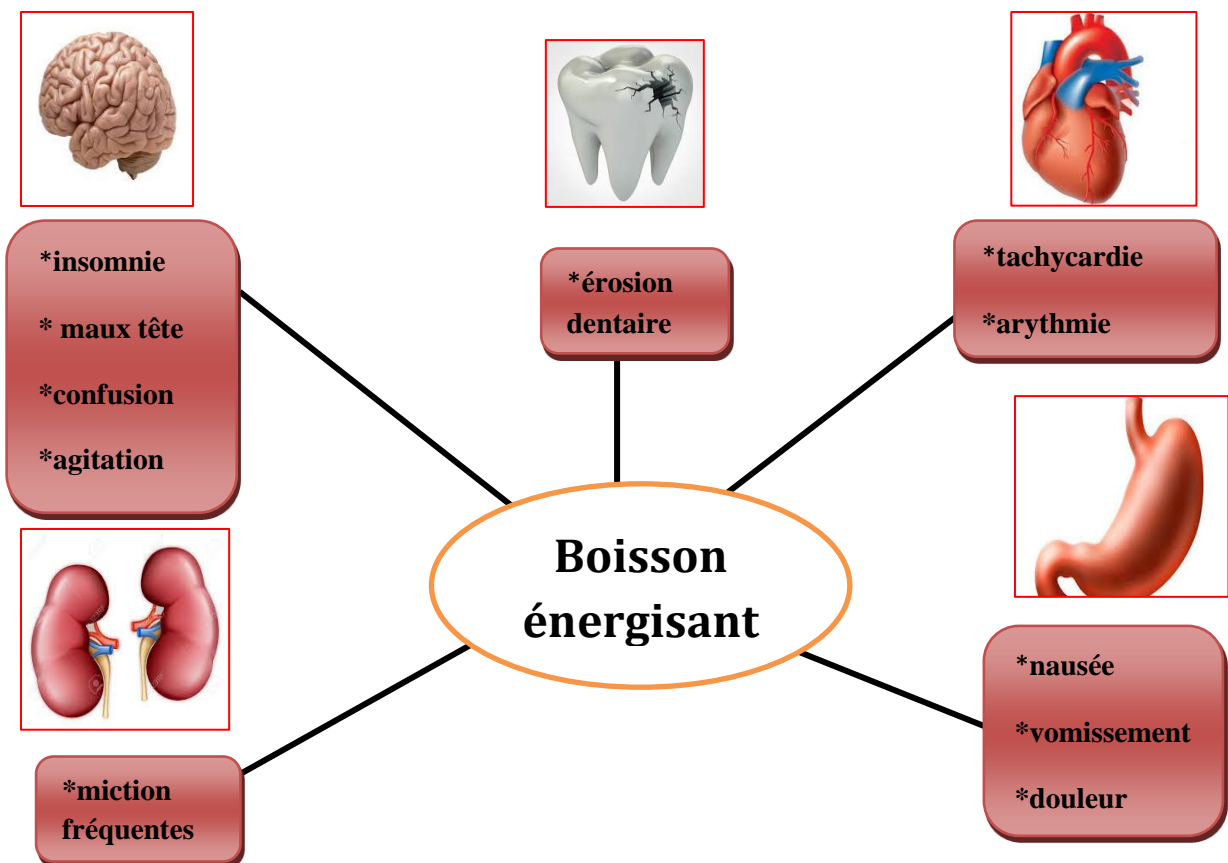 *insomnie
* maux tête
*confusion
*agitation
*érosion
dentaire
*tachycardie
*arythmie
Boisson
énergisant
*miction
fréquentes
*nausée
*vomissement
*douleur